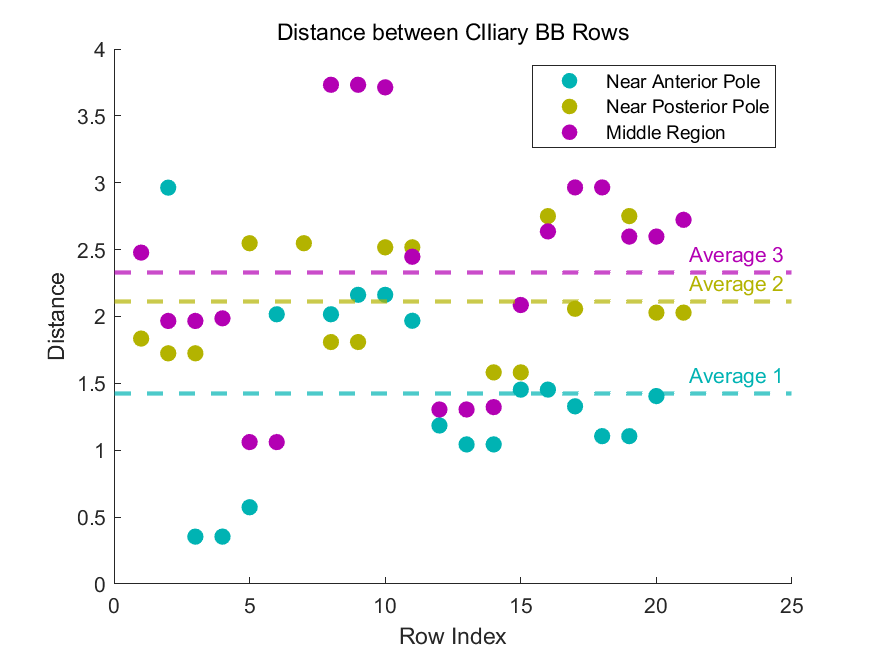 Distance between CIliary BB Rows
4
3.5
3
2.5
2
1.5
1
0.5
0
Distance
Near Anterior Pole
Near Posterior Pole
Middle Region
Average 3
Average 2
Average 1
0 5 10 15 20 25
Row Index